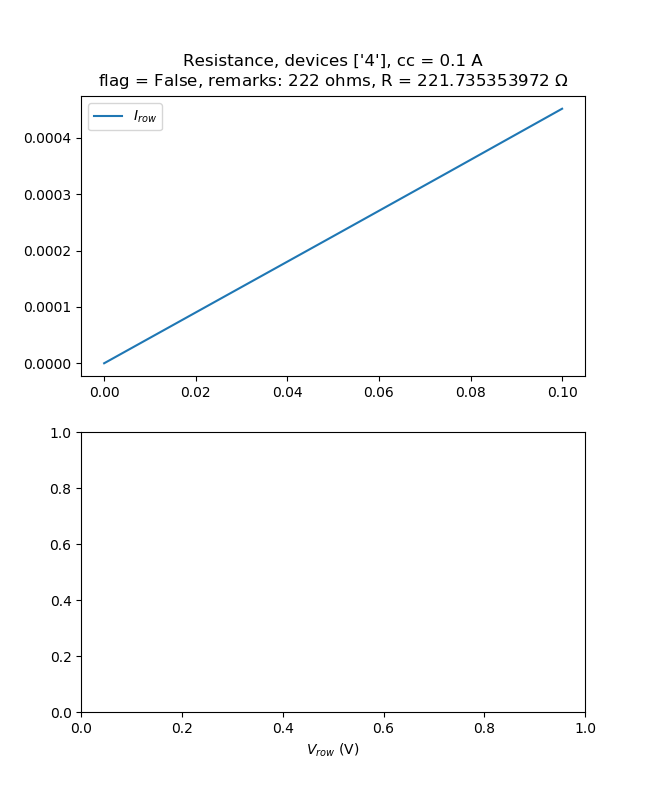 Resistance, devices ['4'], cc = 0.1 A
flag = False, remarks: 222 ohms, R = 221.735353972 Ω
I_row
0.0004
0.0003
0.0002
0.0001
0.0000
0.00 0.02 0.04 0.06 0.08 0.10
1.0
0.8
0.6
0.4
0.2
0.0
0.0 0.2 0.4 0.6 0.8 1.0
V_row (V)